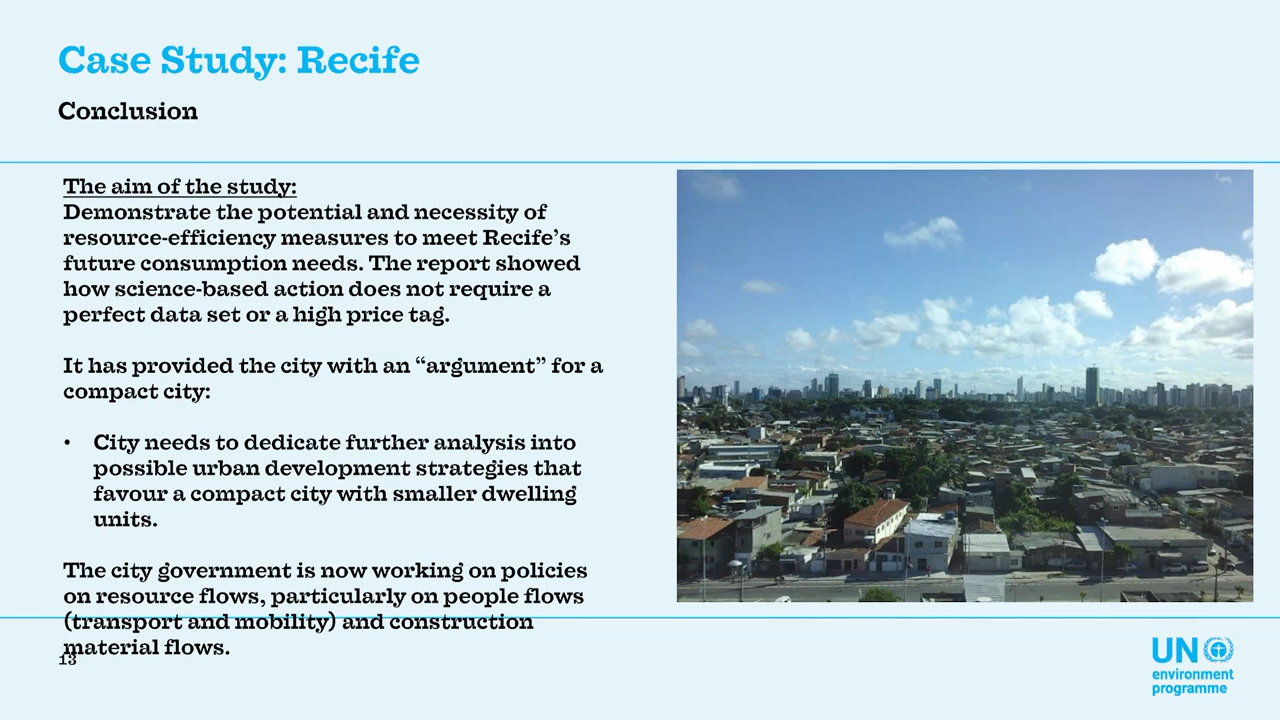 Case Study: Recife
Conclusion
The aim of the study:
Demonstrate the potential and necessity of
resource-efficiency measures to meet Recife’s
future consumption needs. The report showed
how science-based action does not require a
perfect data set or a high price tag.
It has provided the city with an “argument” for a
compact city:
• City needs to dedicate further analysis into
possible urban development strategies that
favour a compact city with smaller dwelling
units.
The city government is now working on policies
on resource flows, particularly on people flows
(transport and mobility) and construction
material flows.
13
UN
environment
programme